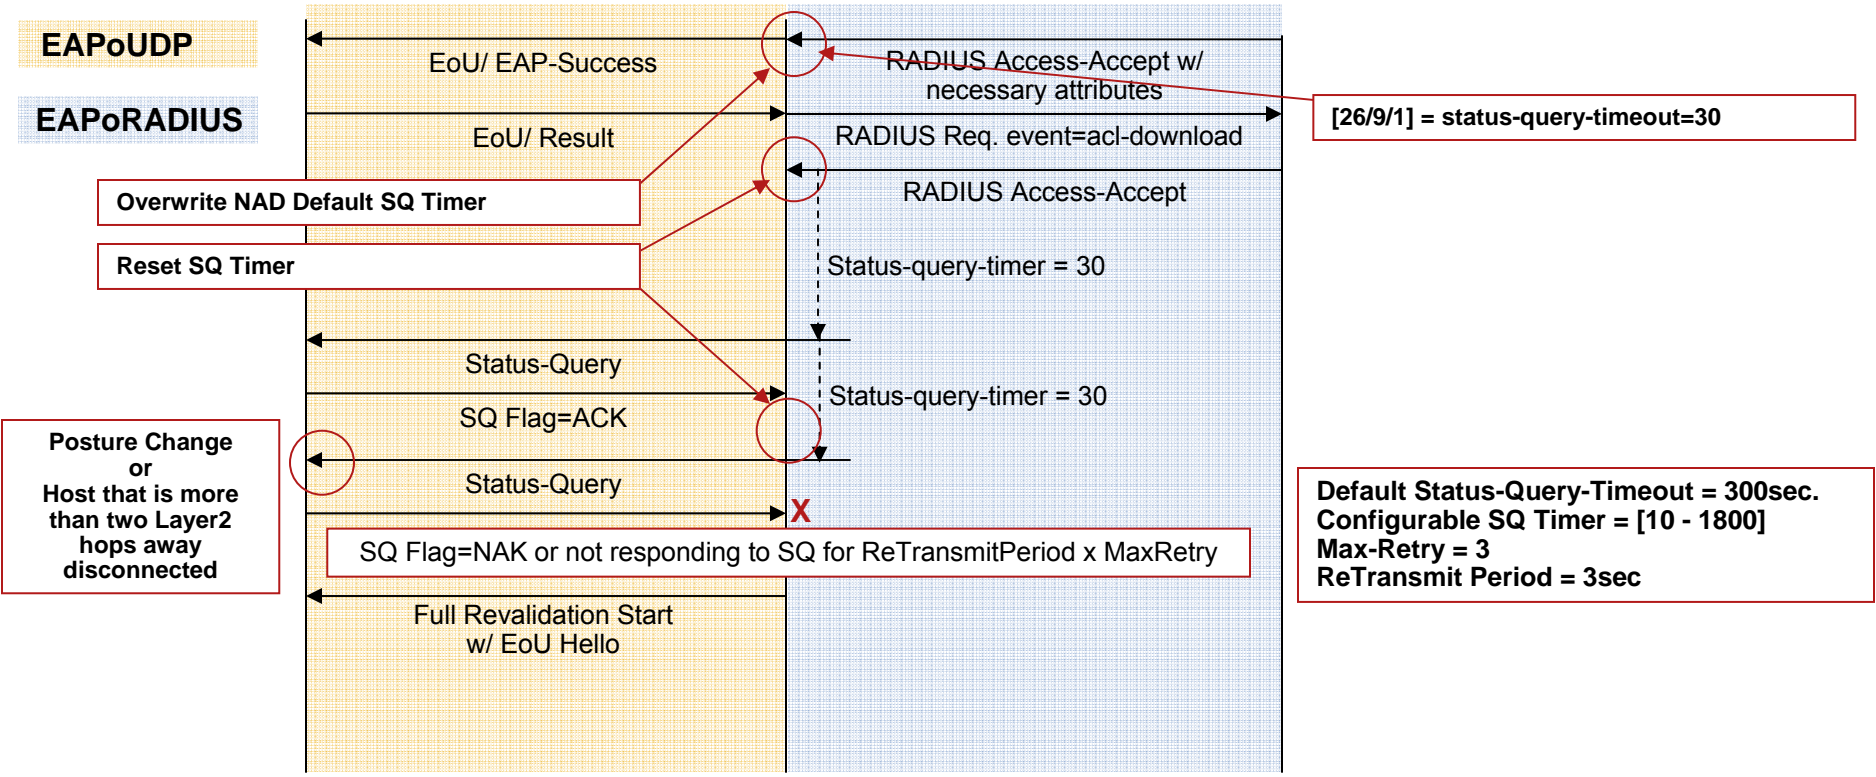 EAPoUDP
EoU/ EAP-Success
RADIUS Access-Accept w/
necessary attributes
EAPoRADIUS
[26/9/1] = status-query-timeout=30
EoU/ Result
RADIUS Req. event=acl-download
Overwrite NAD Default SQ Timer
RADIUS Access-Accept
Reset SQ Timer
Status-query-timer = 30
Status-Query
Status-query-timer = 30
SQ Flag=ACK
Posture Change
or
Host that is more
than two Layer2
hops away
disconnected
Status-Query
X
Default Status-Query-Timeout = 300sec.
Configurable SQ Timer = [10 - 1800]
Max-Retry = 3
ReTransmit Period = 3sec
SQ Flag=NAK or not responding to SQ for ReTransmitPeriod x MaxRetry
Full Revalidation Start
w/ EoU Hello